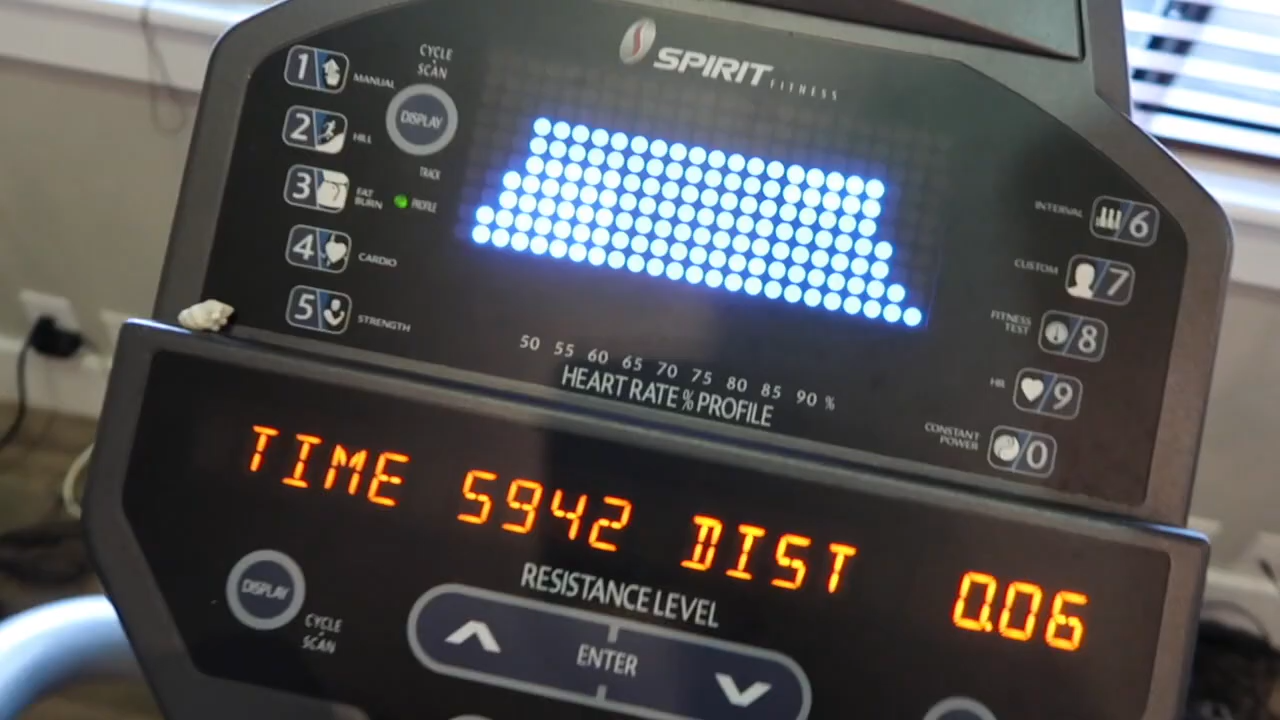 SPIRIT FITNESS
CYCLE
SCAN
DISPLAY
TRACK
PROFILE
1 MANUAL
2 HILL
3 FAT BURN
4 CARDIO
5 STRENGTH
INTERVAL 6
CUSTOM 7
FITNESS TEST 8
HR 9
CONSTANT POWER 0
50 55 60 65 70 75 80 85 90 %
HEART RATE % PROFILE
TIME 5942 DIST 0.06
DISPLAY
CYCLE
SCAN
RESISTANCE LEVEL
ENTER